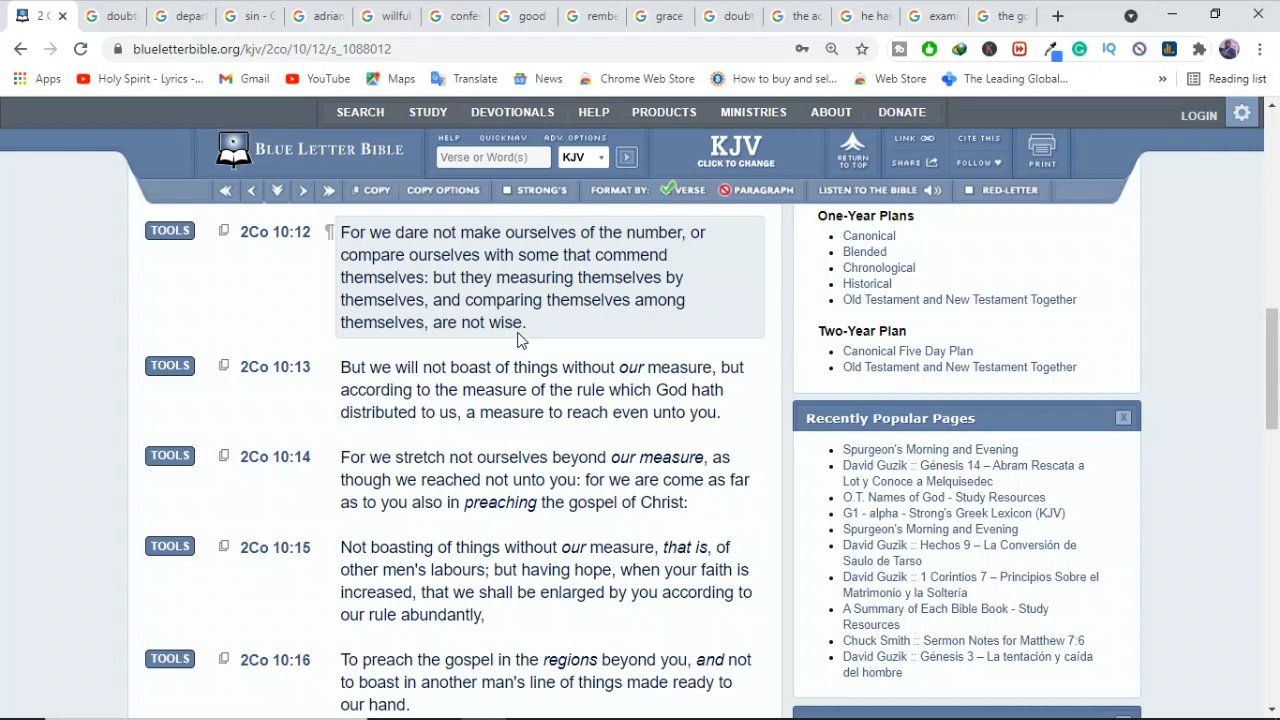 2 C
doubt
depart
sin - G
adrian
willful
confe
good
rembe
grace
doubt
the ac
he has
exami
the go
blueletterbible.org/kjv/2co/10/12/s_1088012
Apps Holy Spirit - Lyrics -... Gmail YouTube Maps Translate News Chrome Web Store How to buy and sel... Web Store The Leading Global... » Reading list
SEARCH STUDY DEVOTIONALS HELP PRODUCTS MINISTRIES ABOUT DONATE LOGIN
BLUE LETTER BIBLE
HELP QUICKNAV ADV. OPTIONS
Verse or Word(s) KJV
KJV
CLICK TO CHANGE
RETURN
TO TOP
LINK
SHARE
CITE THIS
FOLLOW
PRINT
COPY COPY OPTIONS STRONG'S FORMAT BY: VERSE PARAGRAPH LISTEN TO THE BIBLE RED-LETTER
TOOLS 2Co 10:12 ¶ For we dare not make ourselves of the number, or
compare ourselves with some that commend
themselves: but they measuring themselves by
themselves, and comparing themselves among
themselves, are not wise.
TOOLS 2Co 10:13 But we will not boast of things without our measure, but
according to the measure of the rule which God hath
distributed to us, a measure to reach even unto you.
TOOLS 2Co 10:14 For we stretch not ourselves beyond our measure, as
though we reached not unto you: for we are come as far
as to you also in preaching the gospel of Christ:
TOOLS 2Co 10:15 Not boasting of things without our measure, that is, of
other men's labours; but having hope, when your faith is
increased, that we shall be enlarged by you according to
our rule abundantly,
TOOLS 2Co 10:16 To preach the gospel in the regions beyond you, and not
to boast in another man's line of things made ready to
our hand.
One-Year Plans
Canonical
Blended
Chronological
Historical
Old Testament and New Testament Together
Two-Year Plan
Canonical Five Day Plan
Old Testament and New Testament Together
Recently Popular Pages X
Spurgeon's Morning and Evening
David Guzik :: Génesis 14 – Abram Rescata a
Lot y Conoce a Melquisedec
O.T. Names of God - Study Resources
G1 - alpha - Strong's Greek Lexicon (KJV)
Spurgeon's Morning and Evening
David Guzik :: Hechos 9 – La Conversión de
Saulo de Tarso
David Guzik :: 1 Corintios 7 – Principios Sobre el
Matrimonio y la Soltería
A Summary of Each Bible Book - Study
Resources
Chuck Smith :: Sermon Notes for Matthew 7:6
David Guzik :: Génesis 3 – La tentación y caída
del hombre